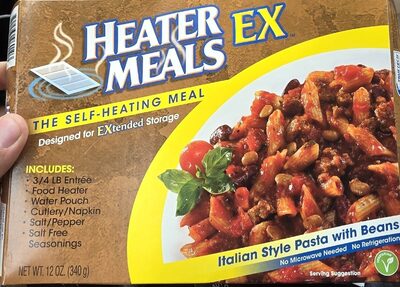 HEATER
MEALS EX
THE SELF-HEATING MEAL
Designed for EXtended Storage
INCLUDES:
· 3/4 LB Entrée
· Food Heater
· Water Pouch
· Cutlery/Napkin
· Salt/Pepper
· Salt Free
Seasonings
NET WT. 12 OZ. (340g)
Italian Style Pasta with Beans
No Microwave Needed No Refrigeration
Serving Suggestion